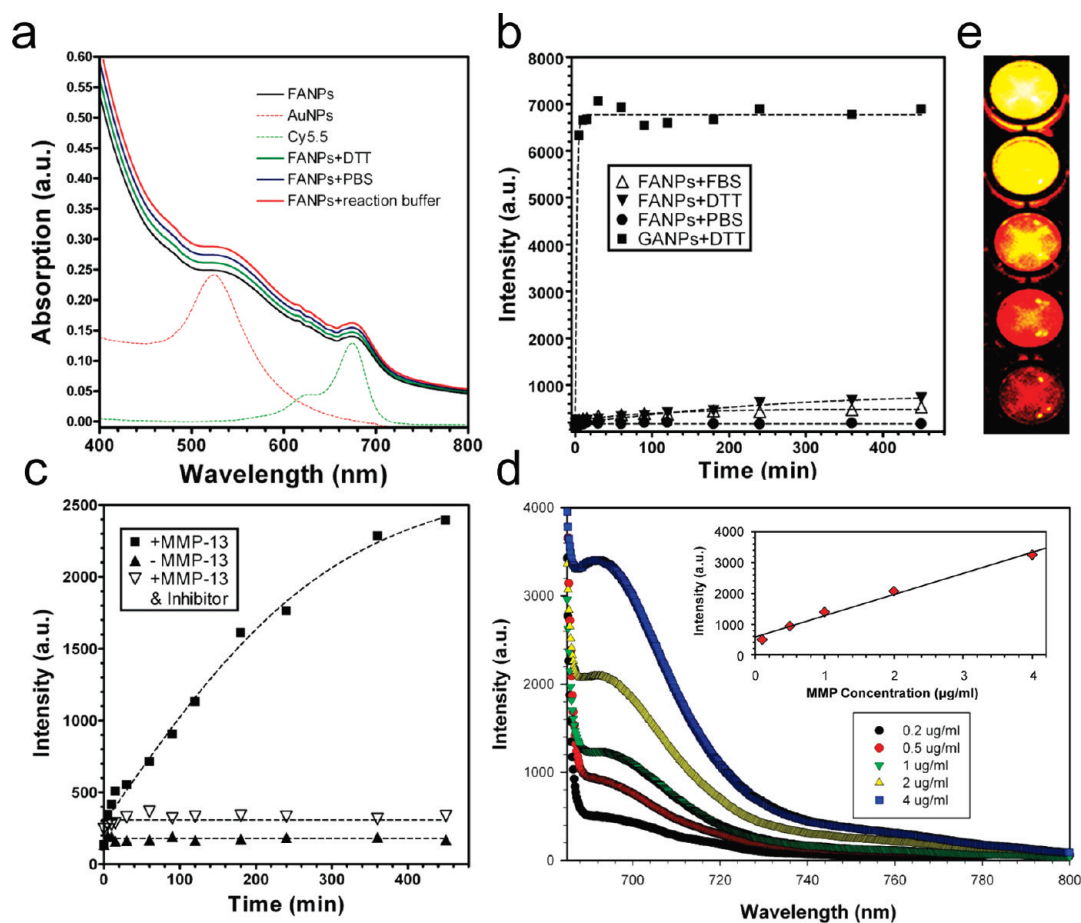 a
0.60
0.55
0.50
0.45
0.40
0.35
0.30
0.25
0.20
0.15
0.10
0.05
0.00
Absorption (a.u.)
FANPs
AuNPs
Cy5.5
FANPs+DTT
FANPs+PBS
FANPs+reaction buffer
400 500 600 700 800
Wavelength (nm)
b
8000
7000
6000
5000
4000
3000
2000
1000
Intensity (a.u.)
FANPs+FBS
FANPs+DTT
FANPs+PBS
GANPs+DTT
0 100 200 300 400
Time (min)
e
c
2500
2000
1500
1000
500
0
Intensity (a.u.)
+MMP-13
- MMP-13
+MMP-13
& Inhibitor
0 100 200 300 400
Time (min)
d
4000
3000
2000
1000
0
Intensity (a.u.)
4000
3000
2000
1000
0
Intensity (a.u.)
0 1 2 3 4
MMP Concentration (µg/ml)
0.2 ug/ml
0.5 ug/ml
1 ug/ml
2 ug/ml
4 ug/ml
700 720 740 760 780 800
Wavelength (nm)